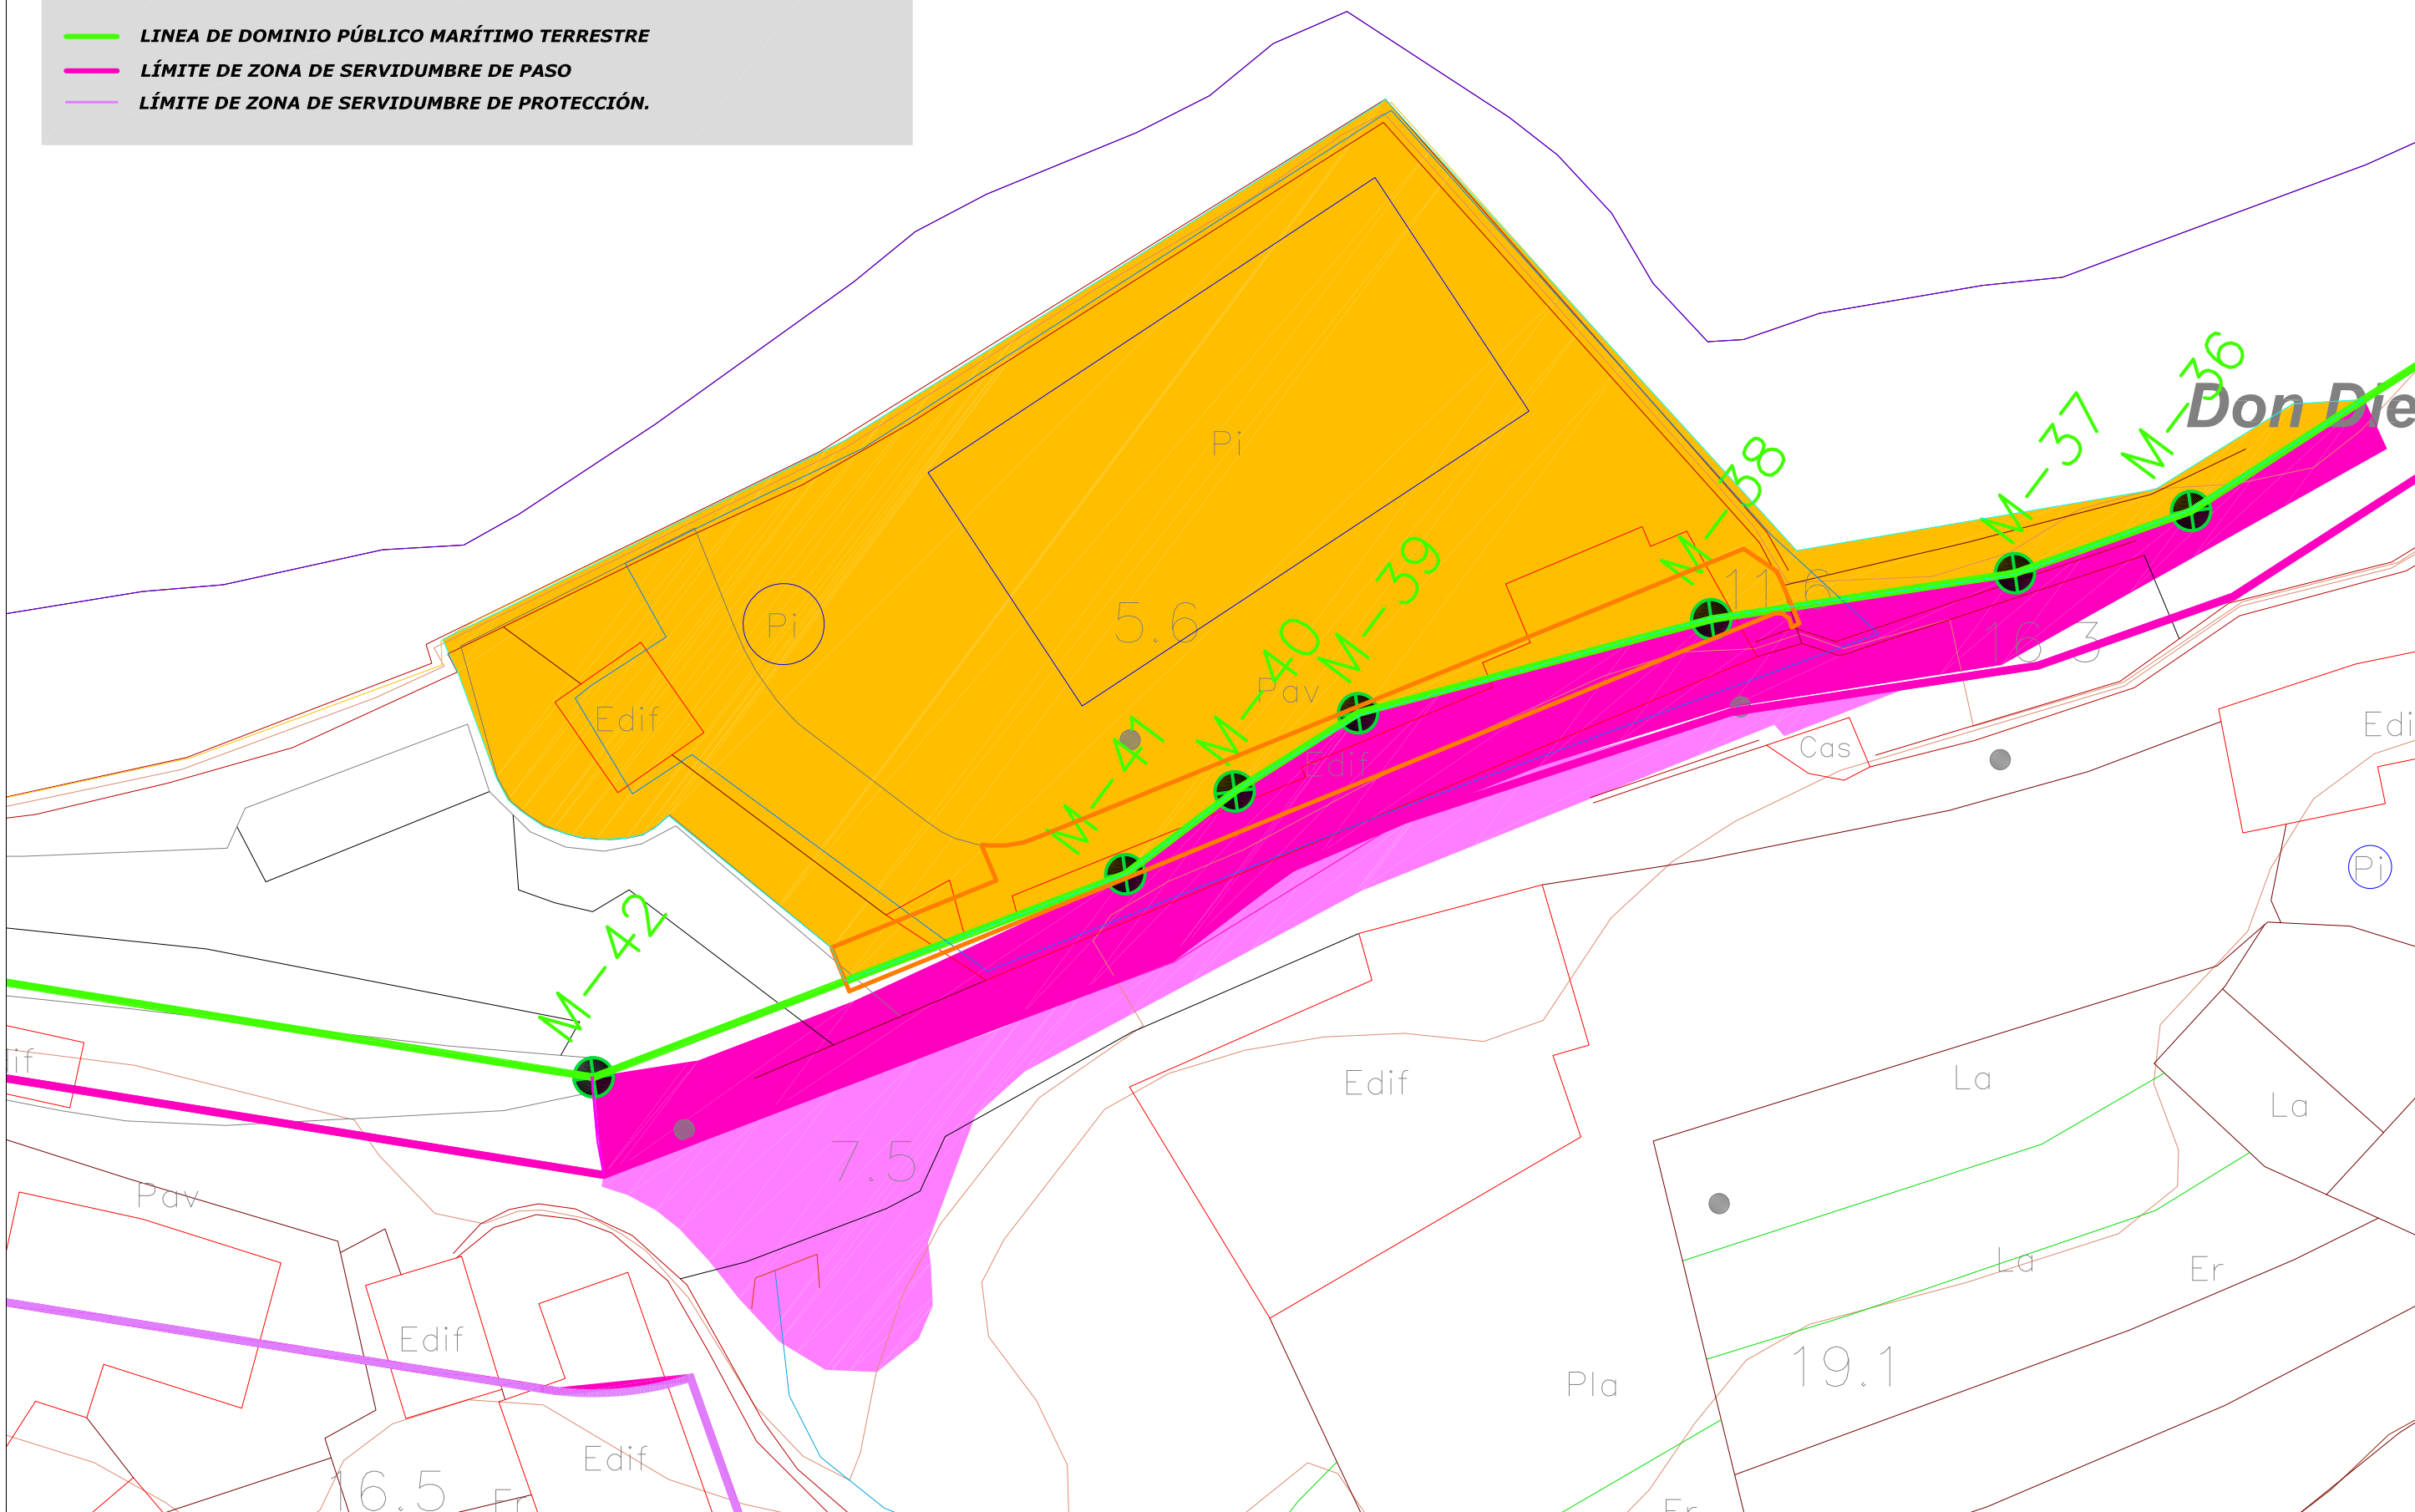 LINEA DE DOMINIO PÚBLICO MARÍTIMO TERRESTRE
LÍMITE DE ZONA DE SERVIDUMBRE DE PASO
LÍMITE DE ZONA DE SERVIDUMBRE DE PROTECCIÓN.
M-36
Don Die
M-37
Pi
M-38
M-39
11.6
5.6
Pi
16.3
M-40
Pav
Edif
Edi
Cas
Edif
M-41
Pi
M-42
if
La
Edif
La
7.5
Pav
La
Er
Edif
19.1
Pla
Edif
16.5
Er
Er